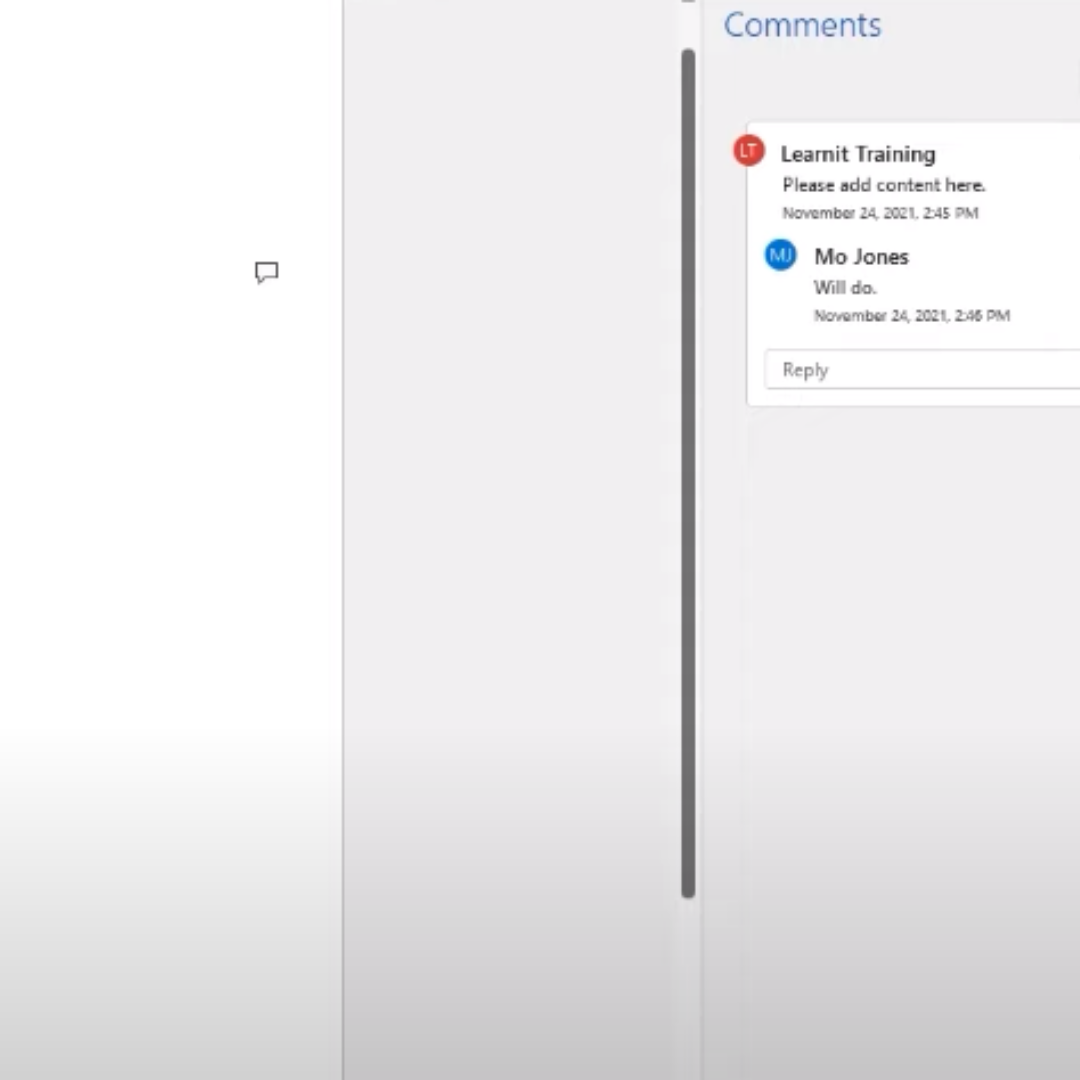 Comments
LT
Learnit Training
Please add content here.
November 24, 2021, 2:45 PM
MJ
Mo Jones
Will do.
November 24, 2021, 2:46 PM
Reply